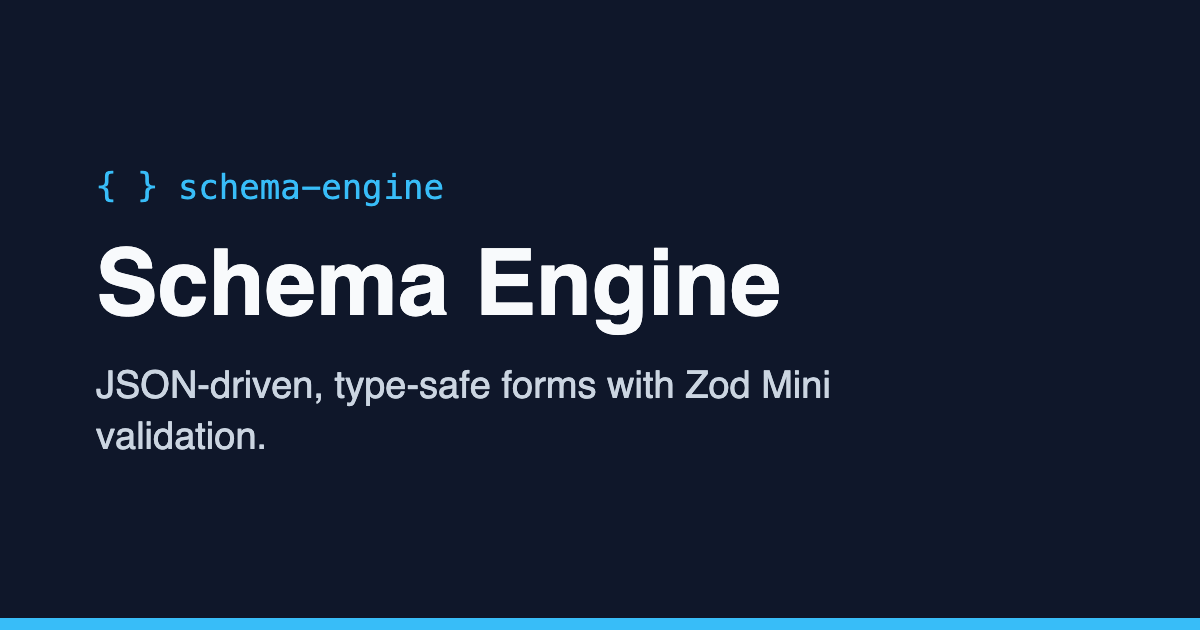 { } schema-engine
Schema Engine
JSON-driven, type-safe forms with Zod Mini
validation.